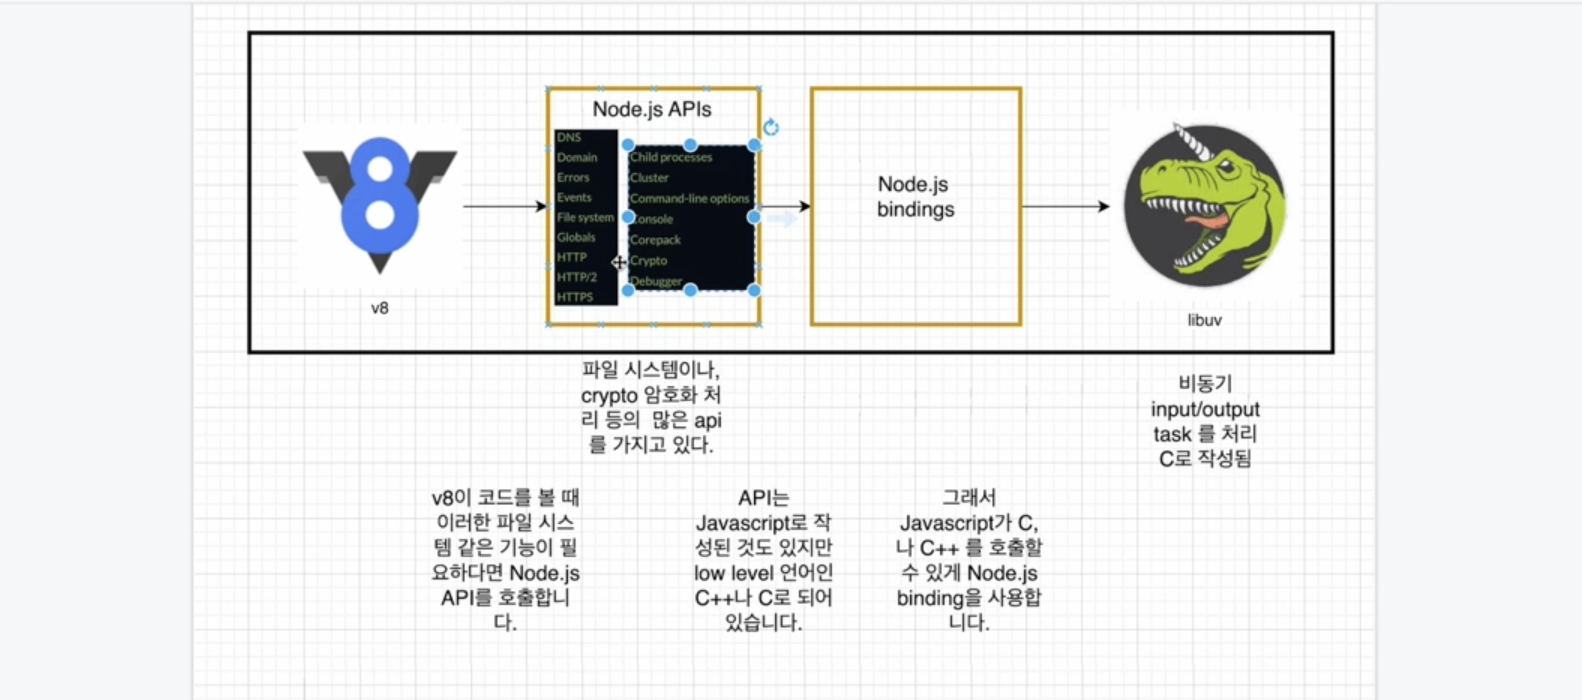 Node.js APIs
DNS
Domain
Errors
Events
File system
Globals
HTTP
HTTP/2
HTTPS
Child processes
Cluster
Command-line options
Console
Corepack
Crypto
Debugger
Node.js
bindings
8
v8
libuv
파일 시스템이나,
crypto 암호화 처
리 등의 많은 api
를 가지고 있다.
비동기
input/output
task 를 처리
C로 작성됨
v8이 코드를 볼 때
이러한 파일 시스
템 같은 기능이 필
요하다면 Node.js
API를 호출합니
다.
API는
Javascript로 작
성된 것도 있지만
low level 언어인
C++나 C로 되어
있습니다.
그래서
Javascript가 C,
나 C++ 를 호출할
수 있게 Node.js
binding을 사용합
니다.